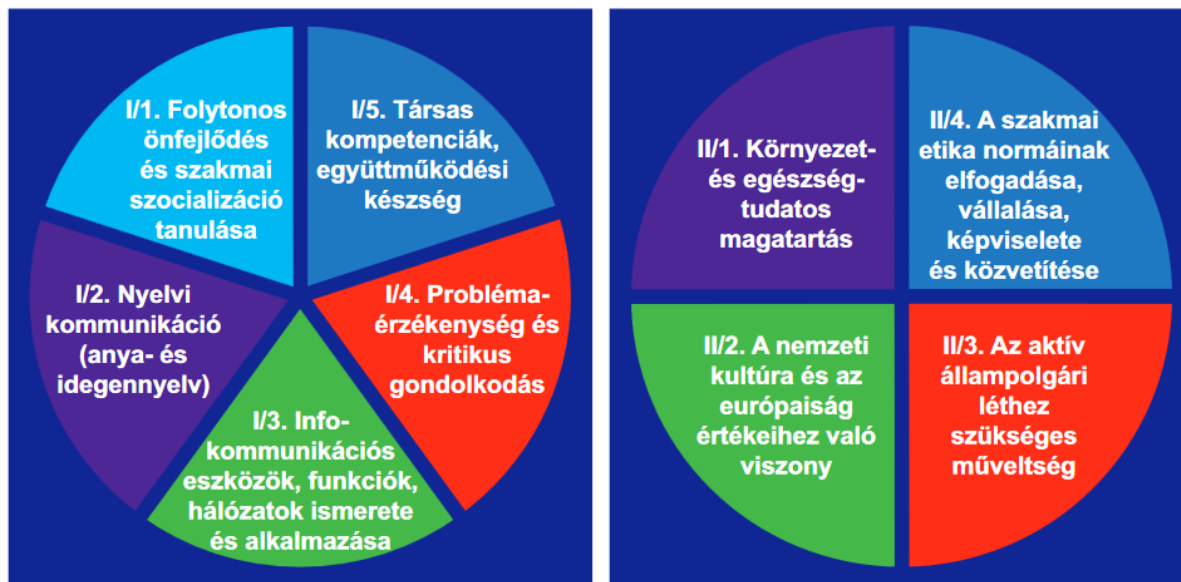 I/1. Folytonos
önfejlődés
és szakmai
szocializáció
tanulása
I/5. Társas
kompetenciák,
együttműködési
készség
I/2. Nyelvi
kommunikáció
(anya- és
idegennyelv)
I/4. Probléma-
érzékenység és
kritikus
gondolkodás
I/3. Info-
kommunikációs
eszközök, funkciók,
hálózatok ismerete
és alkalmazása
II/1. Környezet-
és egészség-
tudatos
magatartás
II/4. A szakmai
etika normáinak
elfogadása,
vállalása,
képviselete
és közvetítése
II/2. A nemzeti
kultúra és az
európaiság
értékeihez való
viszony
II/3. Az aktív
állampolgári
léthez
szükséges
műveltség